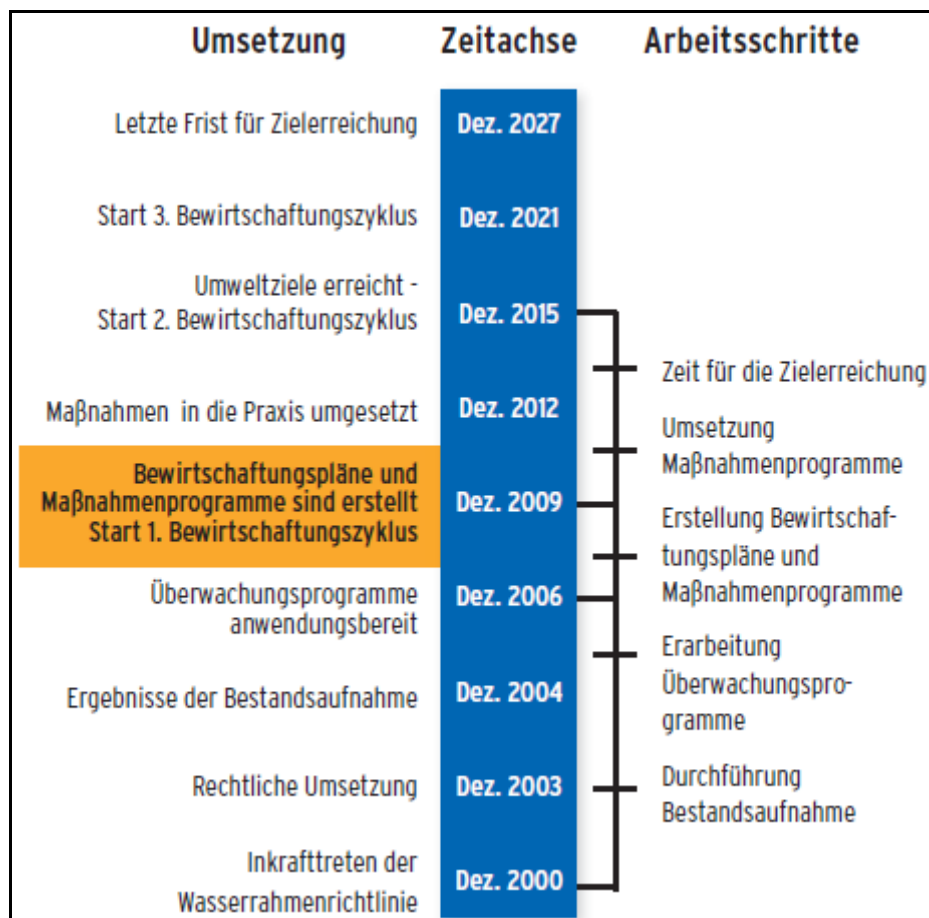 Umsetzung Zeitachse Arbeitsschritte
Letzte Frist für Zielerreichung Dez. 2027
Start 3. Bewirtschaftungszyklus Dez. 2021
Umweltziele erreicht -
Start 2. Bewirtschaftungszyklus Dez. 2015
Zeit für die Zielerreichung
Maßnahmen in die Praxis umgesetzt Dez. 2012
Umsetzung
Maßnahmenprogramme
Bewirtschaftungspläne und
Maßnahmenprogramme sind erstellt
Start 1. Bewirtschaftungszyklus
Dez. 2009
Erstellung Bewirtschaf-
tungspläne und
Maßnahmenprogramme
Überwachungsprogramme
anwendungsbereit
Dez. 2006
Erarbeitung
Überwachungspro-
gramme
Ergebnisse der Bestandsaufnahme Dez. 2004
Rechtliche Umsetzung Dez. 2003
Durchführung
Bestandsaufnahme
Inkrafttreten der
Wasserrahmenrichtlinie
Dez. 2000